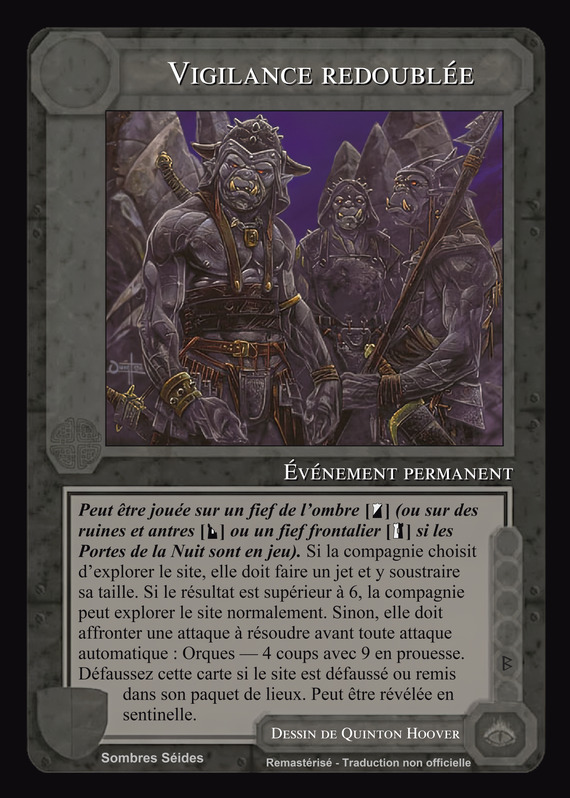 Vigilance redoublée
Événement permanent
Peut être jouée sur un fief de l'ombre [] (ou sur des
ruines et antres [] ou un fief frontalier [] si les
Portes de la Nuit sont en jeu). Si la compagnie choisit
d'explorer le site, elle doit faire un jet et y soustraire
sa taille. Si le résultat est supérieur à 6, la compagnie
peut explorer le site normalement. Sinon, elle doit
affronter une attaque à résoudre avant toute attaque
automatique : Orques — 4 coups avec 9 en prouesse.
Défaussez cette carte si le site est défaussé ou remis
dans son paquet de lieux. Peut être révélée en
sentinelle.
Dessin de Quinton Hoover
Sombres Séides
Remastérisé - Traduction non officielle